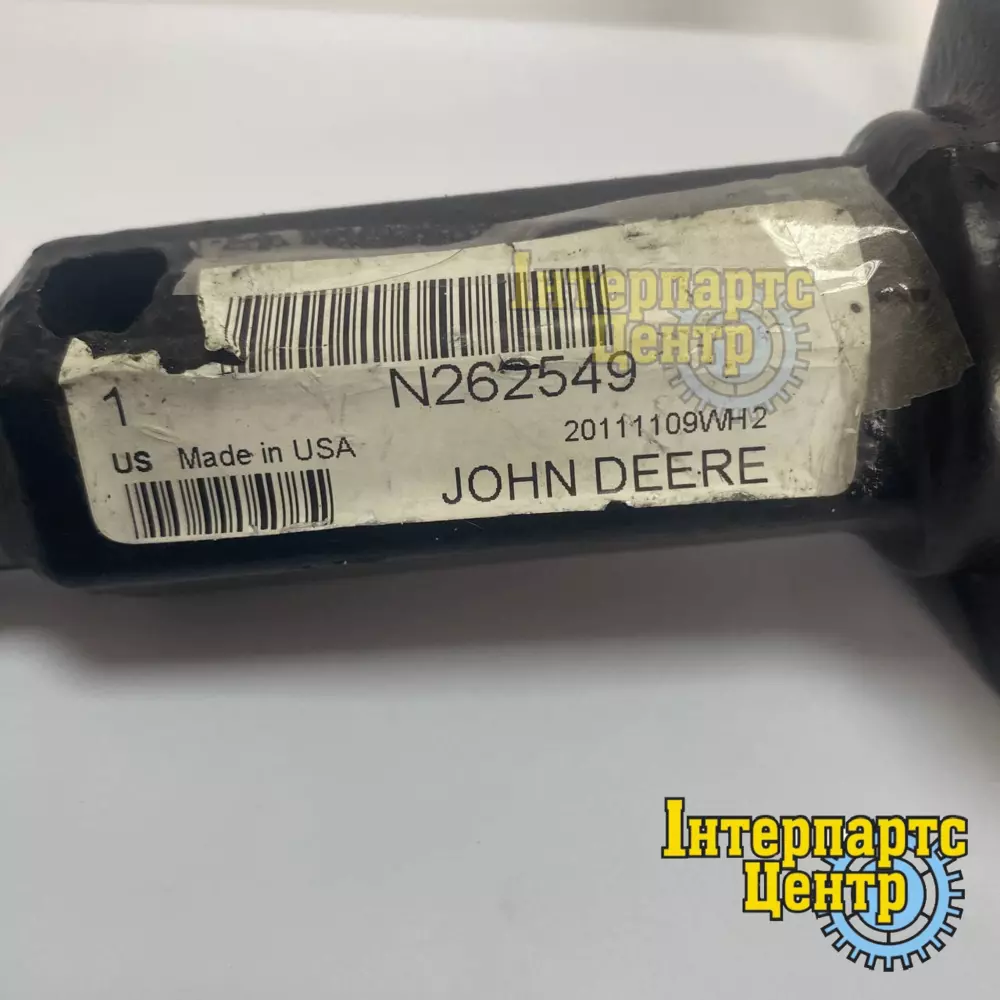 Інтерпартс
Центр
N262549
1
20111109WH2
US Made in USA
JOHN DEERE
Інтерпартс
Центр